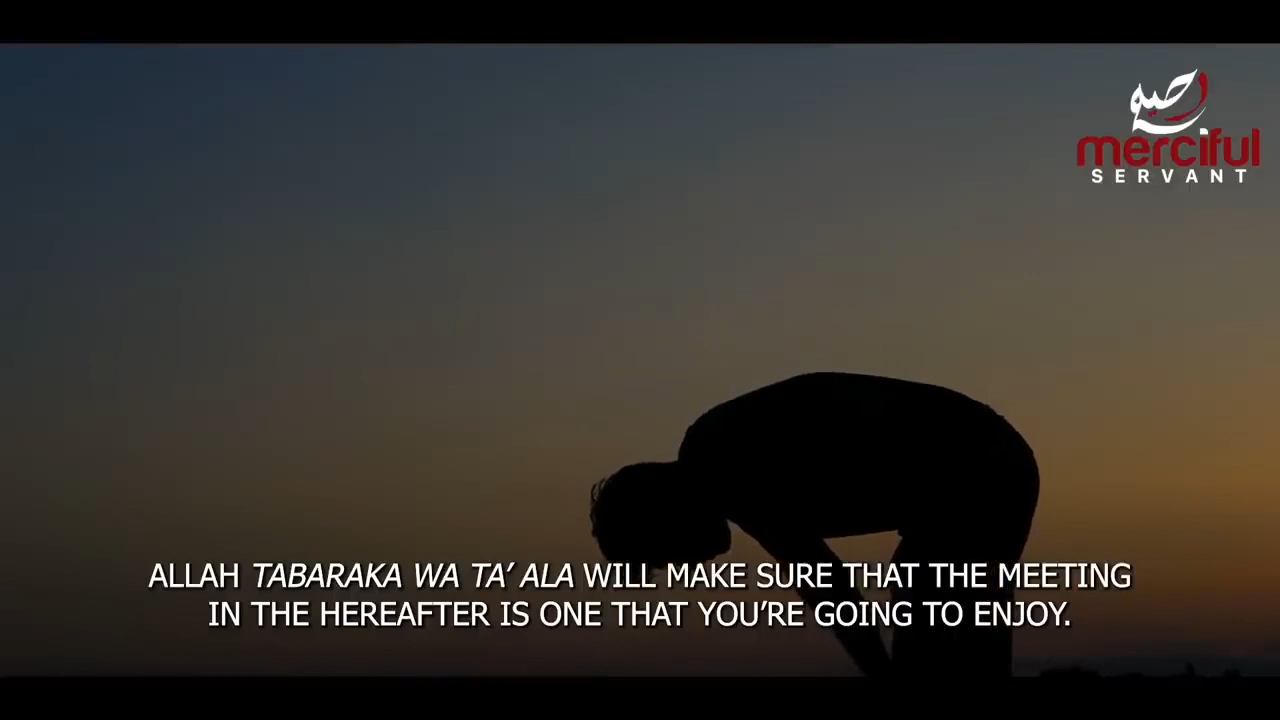 رحيم
merciful
SERVANT
ALLAH TABARAKA WA TA’ ALA WILL MAKE SURE THAT THE MEETING
IN THE HEREAFTER IS ONE THAT YOU’RE GOING TO ENJOY.